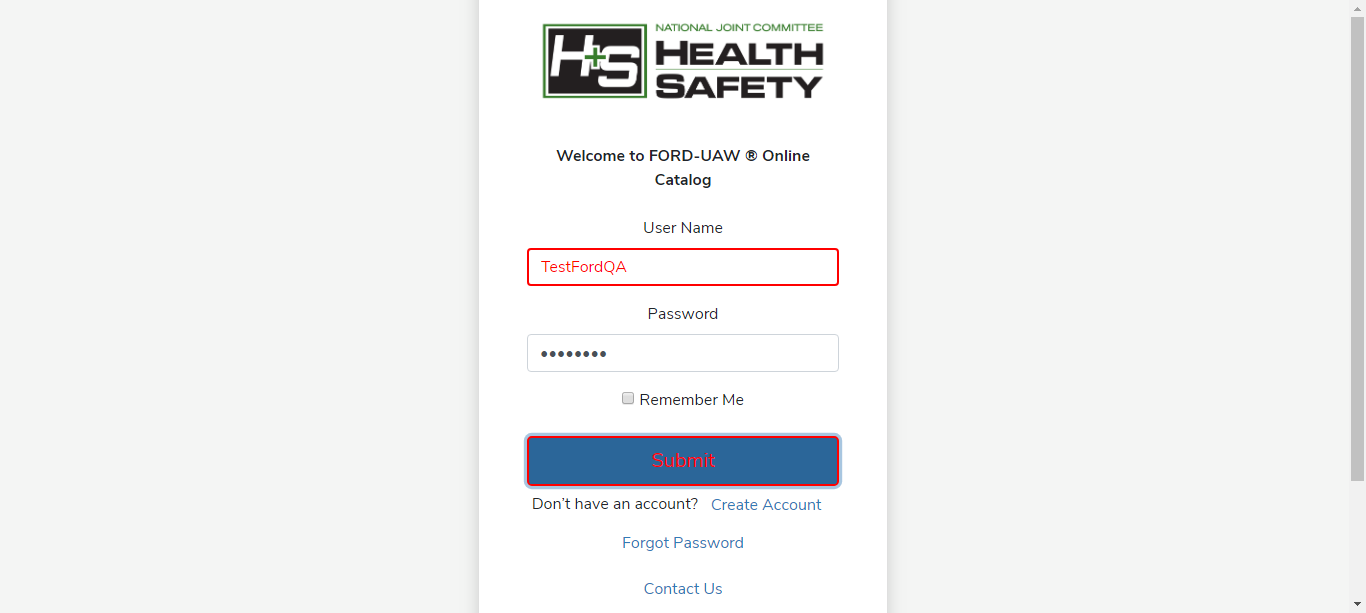 H+S
NATIONAL JOINT COMMITTEE
HEALTH
SAFETY
Welcome to FORD-UAW ® Online
Catalog
User Name
TestFordQA
Password
••••••••
Remember Me
Submit
Don't have an account? Create Account
Forgot Password
Contact Us